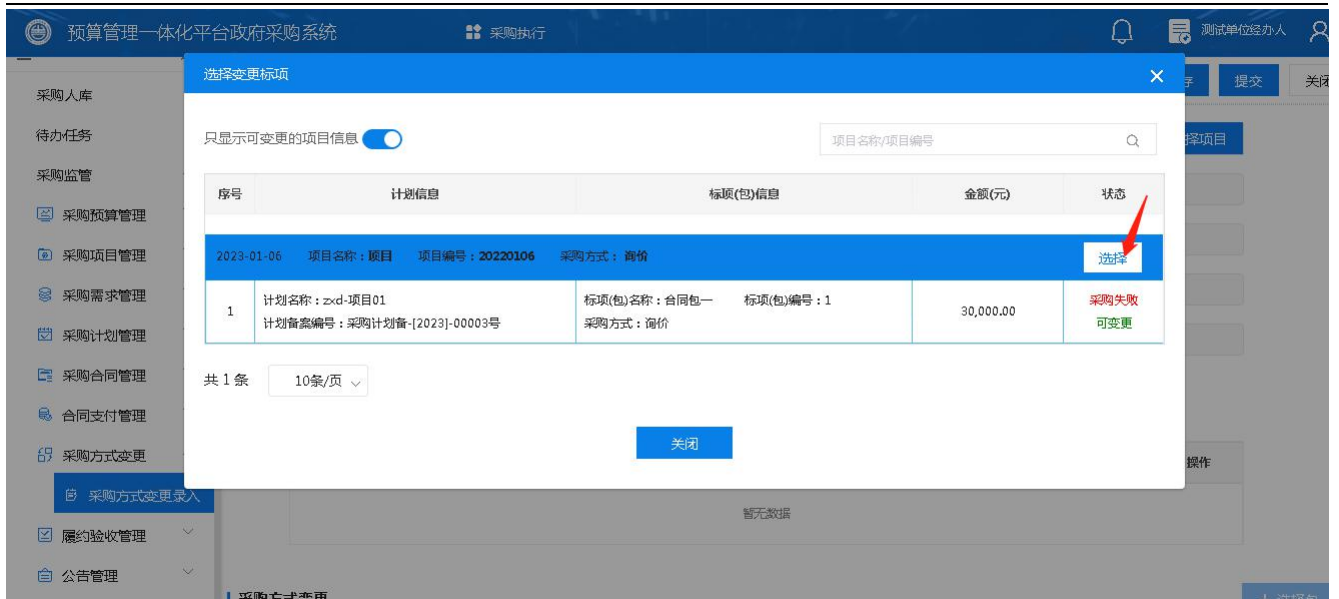 预算管理一体化平台政府采购系统
采购执行
测试单位经办人
选择变更标项
提交
关闭
采购人库
待办任务
采购监管
采购预算管理
采购项目管理
采购需求管理
采购计划管理
采购合同管理
合同支付管理
采购方式变更
采购方式变更录入
履约验收管理
公告管理
只显示可变更的项目信息
项目名称/项目编号
择项目
序号 计划信息 标项(包)信息 金额(元) 状态
2023-01-06 项目名称：项目 项目编号：20220106 采购方式：询价 选择
1 计划名称：zxd-项目01 标项(包)名称：合同包一 标项(包)编号：1 30,000.00 采购失败
计划备案编号：采购计划备-[2023]-00003号 采购方式：询价 可变更
共 1 条 10条/页
关闭
操作
暂无数据
采购方式变更